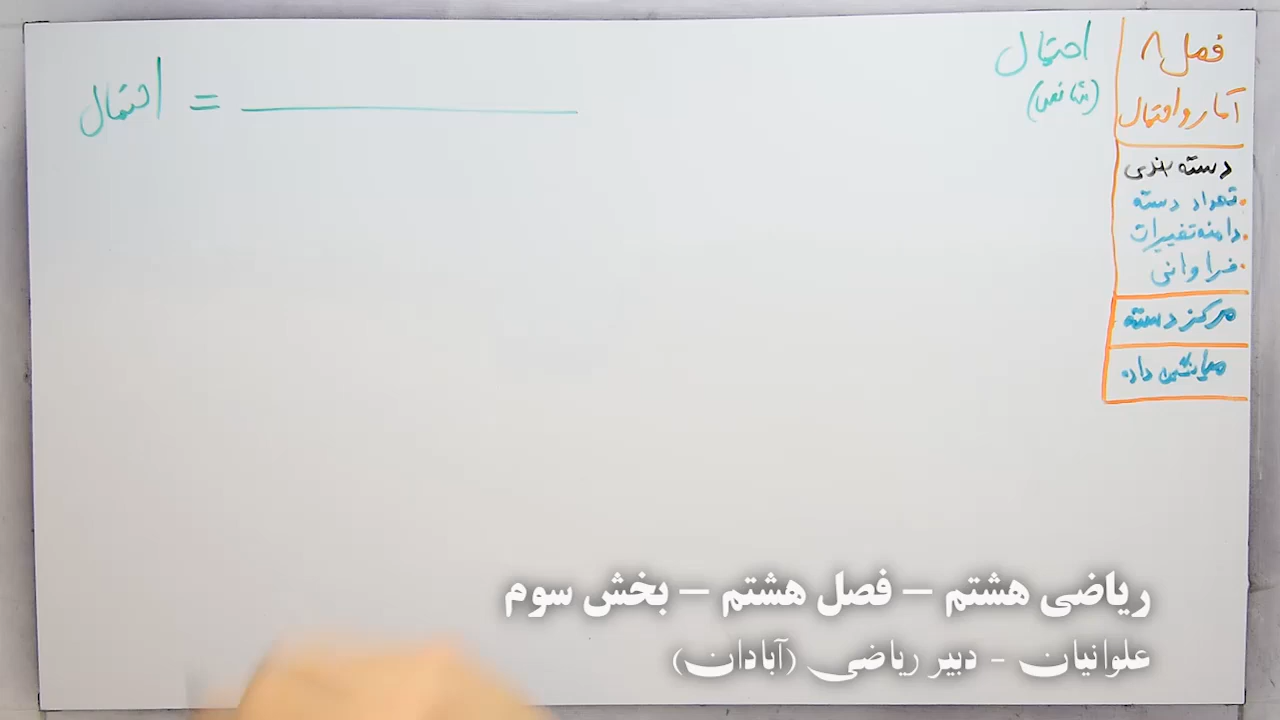 فصل ۸
آمار و احتمال
دسته بندی
• تعداد دسته
• دامنه تغییرات
• فراوانی
مرکز دسته
میانگین داده
احتمال
(شانس)
احتمال = 
ریاضی هشتم – فصل هشتم – بخش سوم
علوانیان - دبیر ریاضی (آبادان)